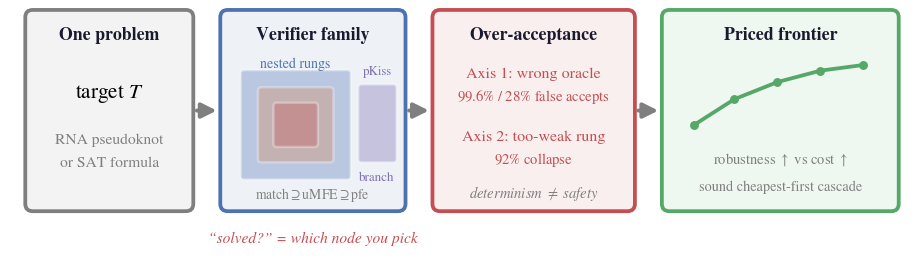 One problem
target T
RNA pseudoknot
or SAT formula
Verifier family
nested rungs
pKiss
branch
match⊇uMFE⊇pfe
Over-acceptance
Axis 1: wrong oracle
99.6% / 28% false accepts
Axis 2: too-weak rung
92% collapse
determinism ≠ safety
Priced frontier
robustness ↑ vs cost ↑
sound cheapest-first cascade
“solved?” = which node you pick